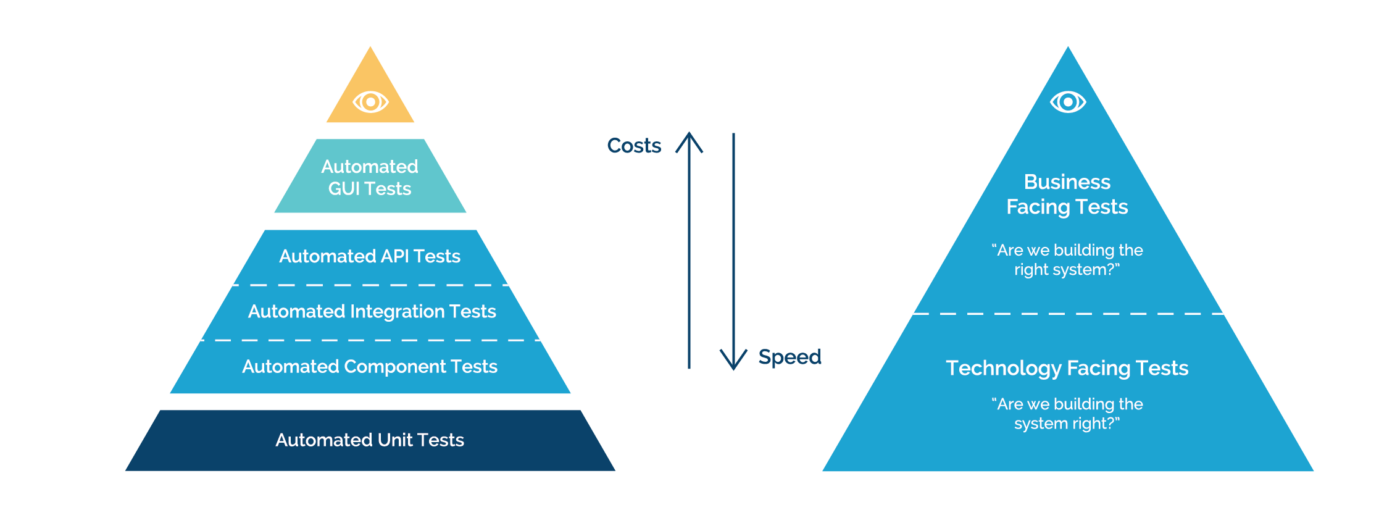 Automated
GUI Tests
Automated API Tests
Automated Integration Tests
Automated Component Tests
Automated Unit Tests
Costs
Speed
Business
Facing Tests
“Are we building the
right system?”
Technology Facing Tests
“Are we building the
system right?”